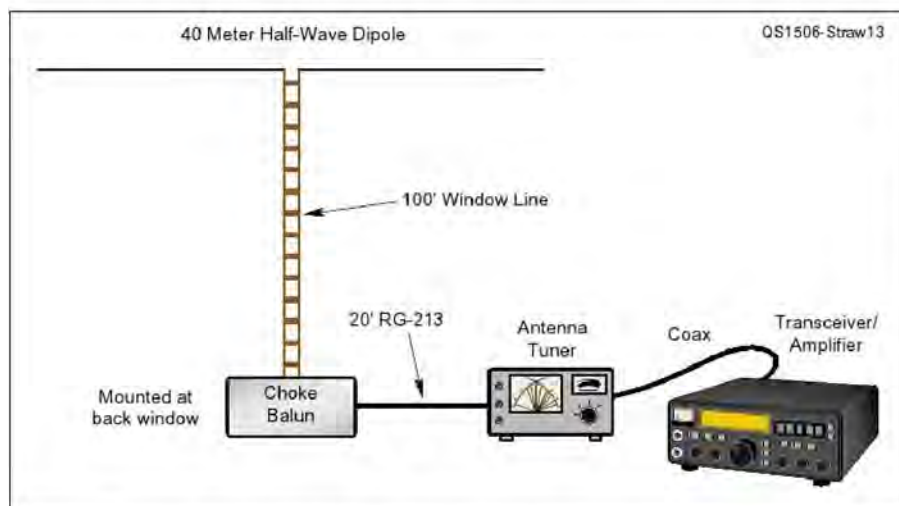 40 Meter Half-Wave Dipole
QS1506-Straw13
100' Window Line
20' RG-213
Antenna
Tuner
Coax
Transceiver/
Amplifier
Mounted at
back window
Choke
Balun